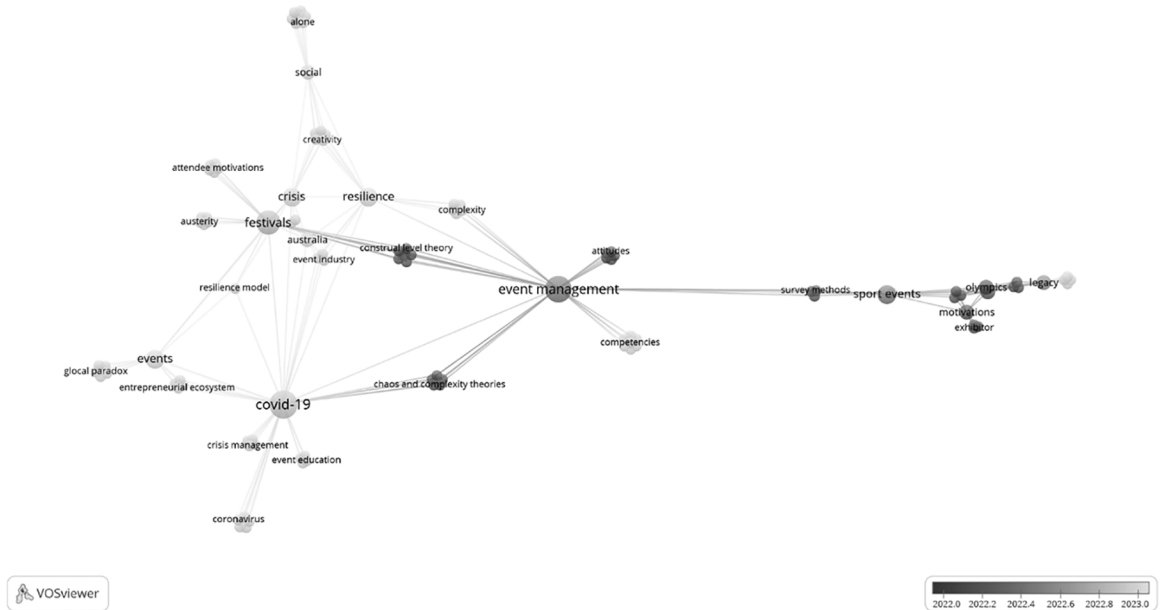 alone
social
creativity
attendee motivations
crisis
resilience
complexity
austerity
festivals
australia
construal level theory
attitudes
event industry
resilience model
event management
survey methods
sport events
olympics
legacy
motivations
exhibitor
competencies
events
glocal paradox
entrepreneurial ecosystem
chaos and complexity theories
covid-19
crisis management
event education
coronavirus
VOSviewer
2022.0 2022.2 2022.4 2022.6 2022.8 2023.0